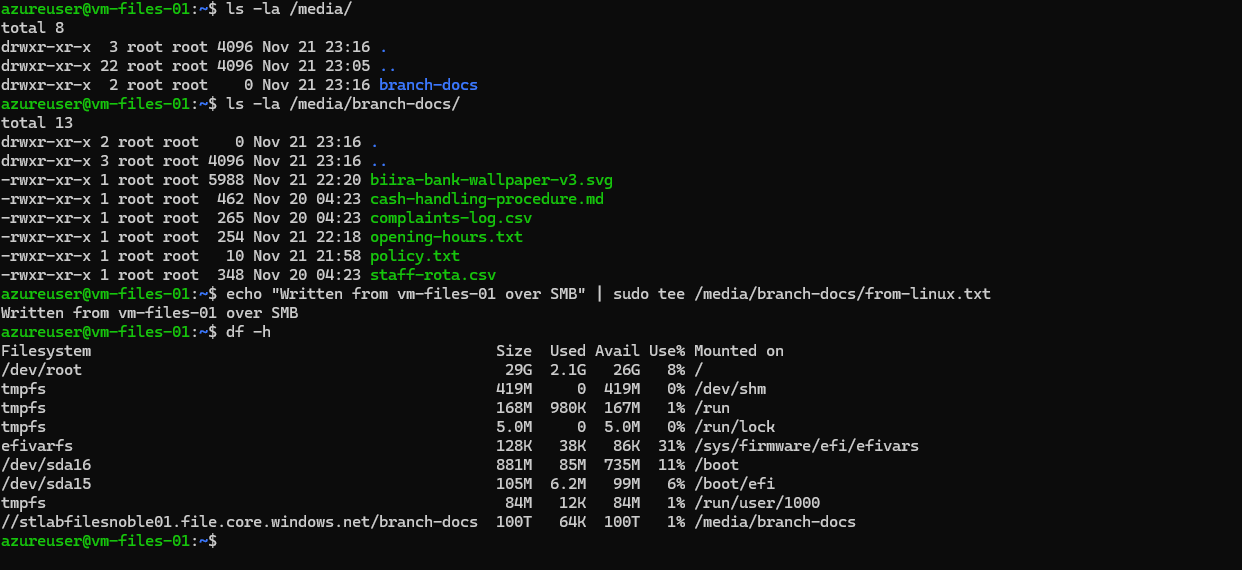 azureuser@vm-files-01:~$ ls -la /media/
total 8
drwxr-xr-x  3 root root 4096 Nov 21 23:16 .
drwxr-xr-x 22 root root 4096 Nov 21 23:05 ..
drwxr-xr-x  2 root root    0 Nov 21 23:16 branch-docs
azureuser@vm-files-01:~$ ls -la /media/branch-docs/
total 13
drwxr-xr-x 2 root root    0 Nov 21 23:16 .
drwxr-xr-x 3 root root 4096 Nov 21 23:16 ..
-rwxr-xr-x 1 root root 5988 Nov 21 22:20 biira-bank-wallpaper-v3.svg
-rwxr-xr-x 1 root root  462 Nov 20 04:23 cash-handling-procedure.md
-rwxr-xr-x 1 root root  265 Nov 20 04:23 complaints-log.csv
-rwxr-xr-x 1 root root  254 Nov 21 22:18 opening-hours.txt
-rwxr-xr-x 1 root root   10 Nov 21 21:58 policy.txt
-rwxr-xr-x 1 root root  348 Nov 20 04:23 staff-rota.csv
azureuser@vm-files-01:~$ echo "Written from vm-files-01 over SMB" | sudo tee /media/branch-docs/from-linux.txt
Written from vm-files-01 over SMB
azureuser@vm-files-01:~$ df -h
Filesystem                                             Size  Used Avail Use% Mounted on
/dev/root                                               29G  2.1G   26G   8% /
tmpfs                                                  419M     0  419M   0% /dev/shm
tmpfs                                                  168M  980K  167M   1% /run
tmpfs                                                  5.0M     0  5.0M   0% /run/lock
efivarfs                                               128K   38K   86K  31% /sys/firmware/efi/efivars
/dev/sda16                                             881M   85M  735M  11% /boot
/dev/sda15                                             105M  6.2M   99M   6% /boot/efi
tmpfs                                                   84M   12K   84M   1% /run/user/1000
//stlabfilesnoble01.file.core.windows.net/branch-docs  100T   64K  100T   1% /media/branch-docs
azureuser@vm-files-01:~$